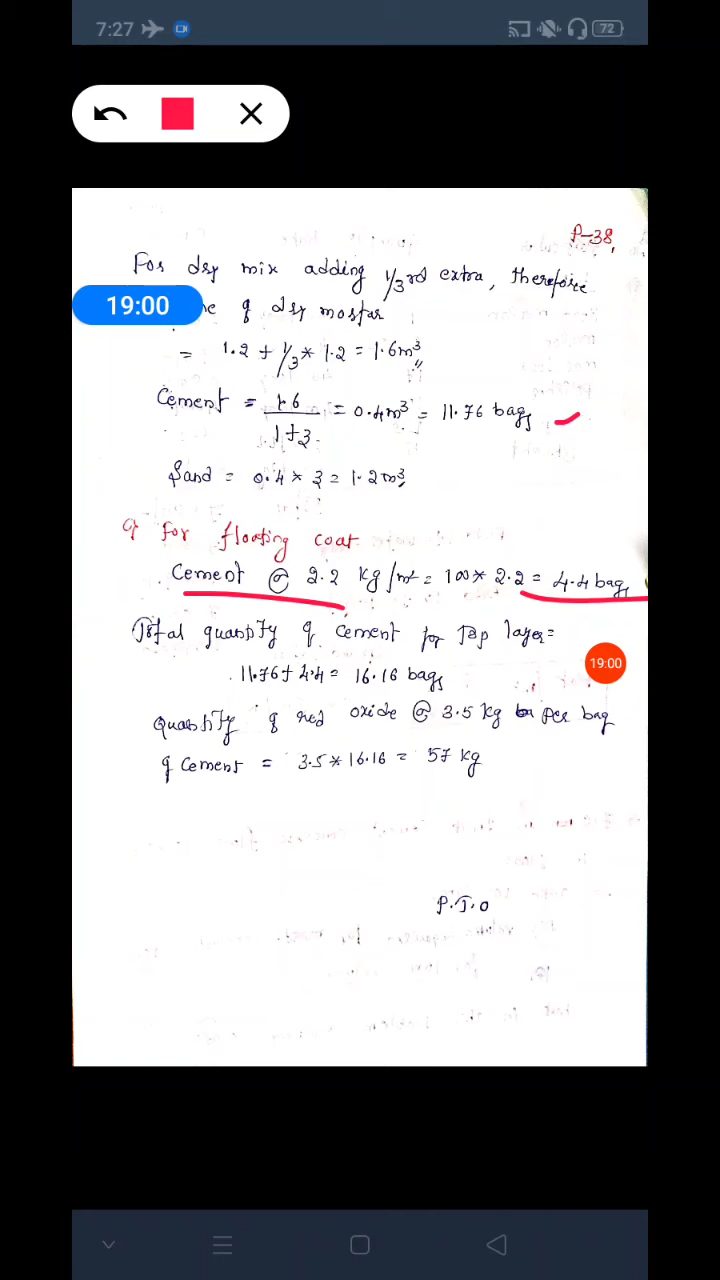 7:27
72
P-38,
For dry mix adding 1/3rd extra, therefore
19:00
of dry mortar
= 1.2 + 1/3 * 1.2 = 1.6m³
Cement = 1.6 / 1+3 = 0.4m³ = 11.76 bags
Sand = 0.4 * 3 = 1.2m³
for floating coat
Cement @ 2.2 kg/m² = 100 * 2.2 = 4.4 bags
Total quantity of cement for Top layer =
19:00
11.76 + 4.4 = 16.16 bags
Quantity of red oxide @ 3.5 kg per bag
of cement = 3.5 * 16.16 = 57 kg
P.T.O